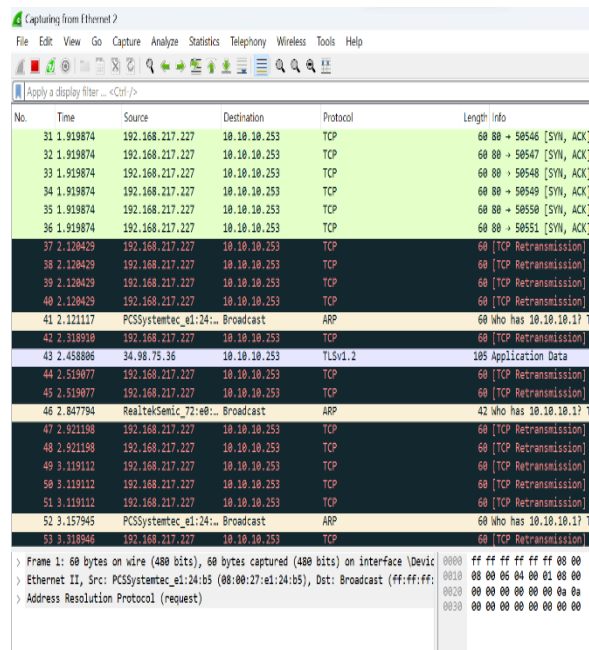 Capturing from Ethernet 2
File Edit View Go Capture Analyze Statistics Telephony Wireless Tools Help
Apply a display filter ... <Ctrl-/>
No. Time Source Destination Protocol Length Info
31 1.919874 192.168.217.227 10.10.10.253 TCP 60 80 → 50546 [SYN, ACK]
32 1.919874 192.168.217.227 10.10.10.253 TCP 60 80 → 50547 [SYN, ACK]
33 1.919874 192.168.217.227 10.10.10.253 TCP 60 80 → 50548 [SYN, ACK]
34 1.919874 192.168.217.227 10.10.10.253 TCP 60 80 → 50549 [SYN, ACK]
35 1.919874 192.168.217.227 10.10.10.253 TCP 60 80 → 50550 [SYN, ACK]
36 1.919874 192.168.217.227 10.10.10.253 TCP 60 80 → 50551 [SYN, ACK]
37 2.120429 192.168.217.227 10.10.10.253 TCP 60 [TCP Retransmission]
38 2.120429 192.168.217.227 10.10.10.253 TCP 60 [TCP Retransmission]
39 2.120429 192.168.217.227 10.10.10.253 TCP 60 [TCP Retransmission]
40 2.120429 192.168.217.227 10.10.10.253 TCP 60 [TCP Retransmission]
41 2.121117 PCSSystemtec_e1:24:… Broadcast ARP 60 Who has 10.10.10.1? T
42 2.318910 192.168.217.227 10.10.10.253 TCP 60 [TCP Retransmission]
43 2.458806 34.98.75.36 10.10.10.253 TLSv1.2 105 Application Data
44 2.519077 192.168.217.227 10.10.10.253 TCP 60 [TCP Retransmission]
45 2.519077 192.168.217.227 10.10.10.253 TCP 60 [TCP Retransmission]
46 2.847794 RealtekSemic_72:e0:… Broadcast ARP 42 Who has 10.10.10.1? T
47 2.921198 192.168.217.227 10.10.10.253 TCP 60 [TCP Retransmission]
48 2.921198 192.168.217.227 10.10.10.253 TCP 60 [TCP Retransmission]
49 3.119112 192.168.217.227 10.10.10.253 TCP 60 [TCP Retransmission]
50 3.119112 192.168.217.227 10.10.10.253 TCP 60 [TCP Retransmission]
51 3.119112 192.168.217.227 10.10.10.253 TCP 60 [TCP Retransmission]
52 3.157945 PCSSystemtec_e1:24:… Broadcast ARP 60 Who has 10.10.10.1? T
53 3.318946 192.168.217.227 10.10.10.253 TCP 60 [TCP Retransmission]
> Frame 1: 60 bytes on wire (480 bits), 60 bytes captured (480 bits) on interface \Devic
> Ethernet II, Src: PCSSystemtec_e1:24:b5 (08:00:27:e1:24:b5), Dst: Broadcast (ff:ff:ff:
> Address Resolution Protocol (request)
0000 ff ff ff ff ff ff 08 00
0010 08 00 06 04 00 01 08 00
0020 00 00 00 00 00 00 0a 0a
0030 00 00 00 00 00 00 00 00